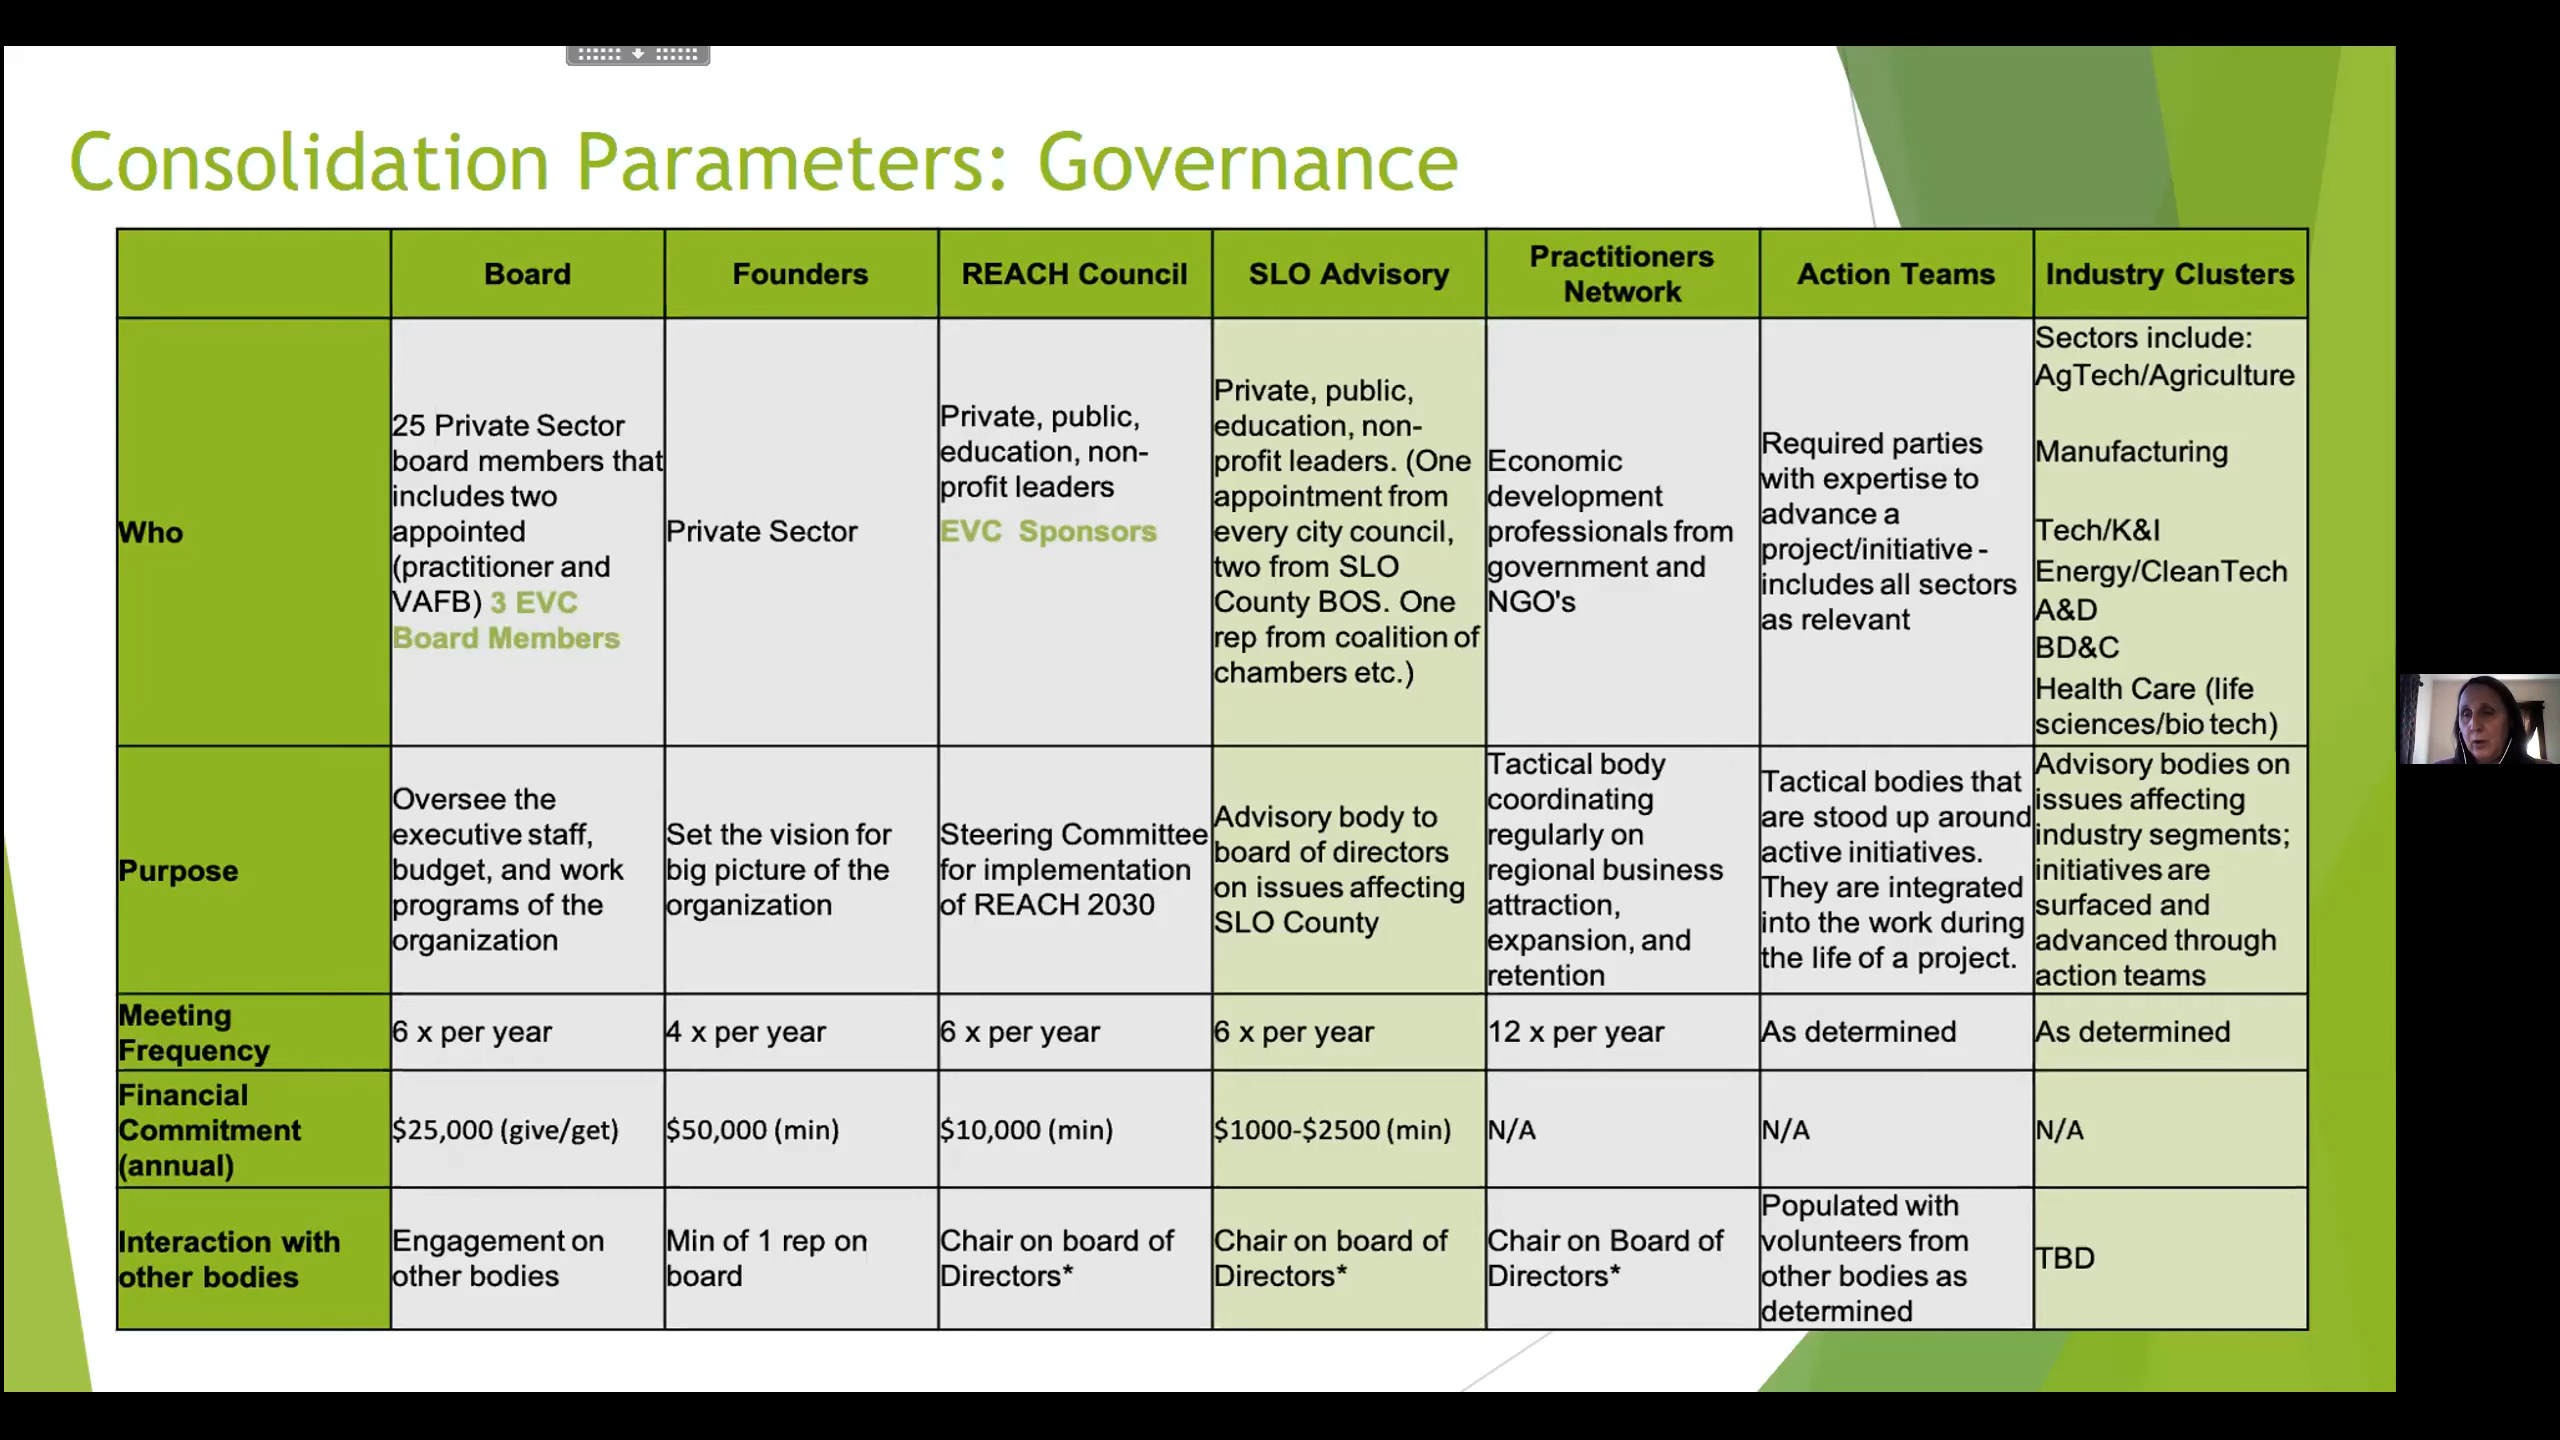 Consolidation Parameters: Governance
Board
Founders
REACH Council
SLO Advisory
Practitioners
Network
Action Teams
Industry Clusters
Who
25 Private Sector
board members that
includes two
appointed
(practitioner and
VAFB) 3 EVC
Board Members
Private Sector
Private, public,
education, non-
profit leaders
EVC Sponsors
Private, public,
education, non-
profit leaders. (One
appointment from
every city council,
two from SLO
County BOS. One
rep from coalition of
chambers etc.)
Economic
development
professionals from
government and
NGO's
Required parties
with expertise to
advance a
project/initiative -
includes all sectors
as relevant
Sectors include:
AgTech/Agriculture
Manufacturing
Tech/K&I
Energy/CleanTech
A&D
BD&C
Health Care (life
sciences/bio tech)
Purpose
Oversee the
executive staff,
budget, and work
programs of the
organization
Set the vision for
big picture of the
organization
Steering Committee
for implementation
of REACH 2030
Advisory body to
board of directors
on issues affecting
SLO County
Tactical body
coordinating
regularly on
regional business
attraction,
expansion, and
retention
Tactical bodies that
are stood up around
active initiatives.
They are integrated
into the work during
the life of a project.
Advisory bodies on
issues affecting
industry segments;
initiatives are
surfaced and
advanced through
action teams
Meeting
Frequency
6 x per year
4 x per year
6 x per year
6 x per year
12 x per year
As determined
As determined
Financial
Commitment
(annual)
$25,000 (give/get)
$50,000 (min)
$10,000 (min)
$1000-$2500 (min)
N/A
N/A
N/A
Interaction with
other bodies
Engagement on
other bodies
Min of 1 rep on
board
Chair on board of
Directors*
Chair on board of
Directors*
Chair on Board of
Directors*
Populated with
volunteers from
other bodies as
determined
TBD